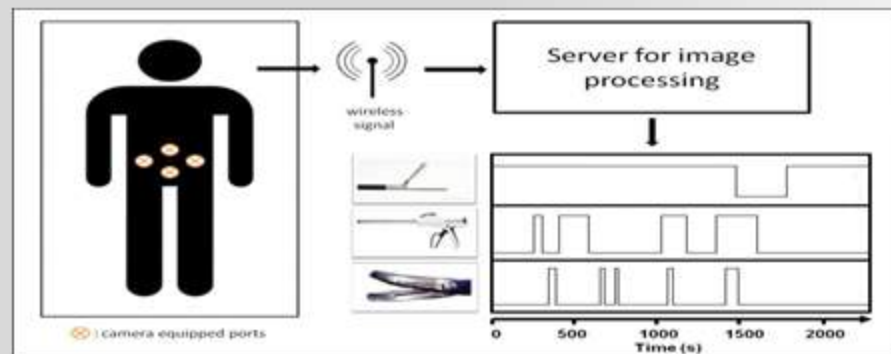 Server for image
processing
wireless
signal
: camera equipped ports
0 500 1000 1500 2000
Time (s)